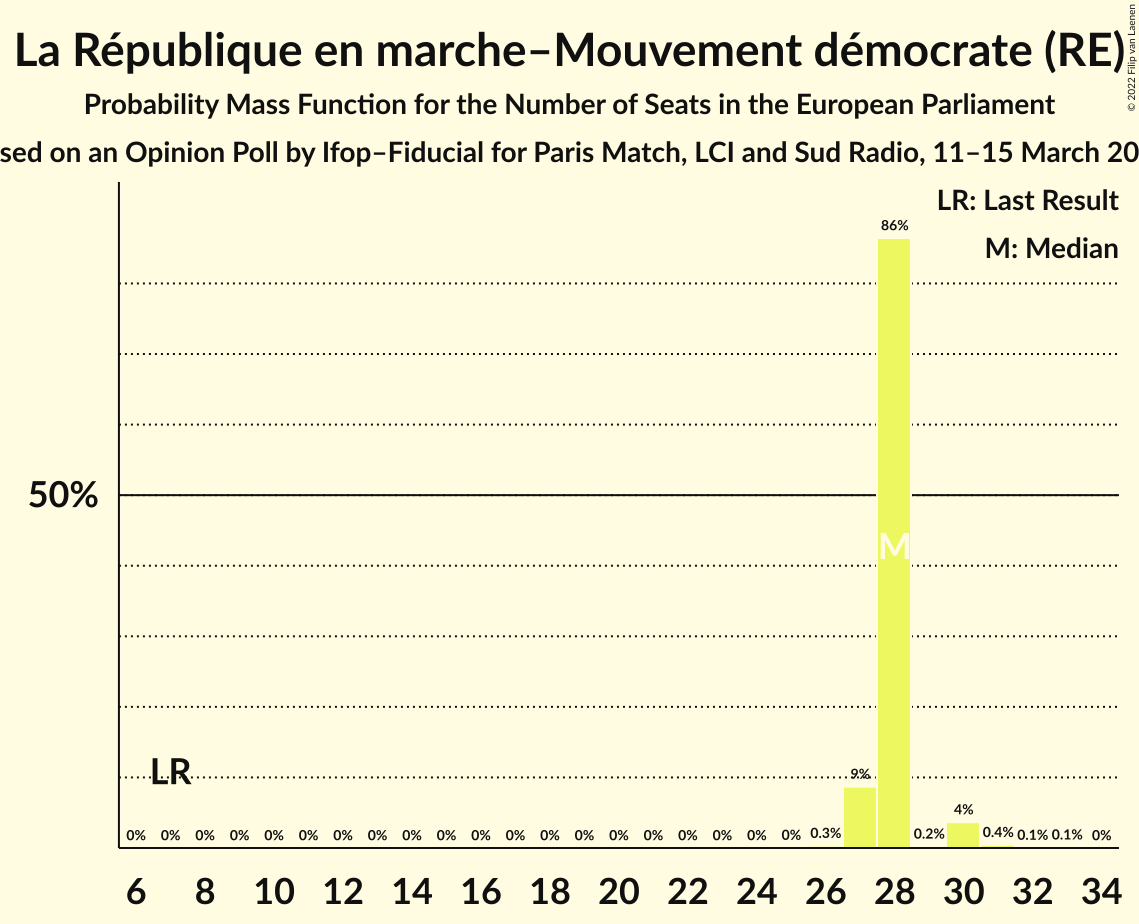 La République en marche–Mouvement démocrate (RE)
© 2022 Filip van Laenen
Probability Mass Function for the Number of Seats in the European Parliament
sed on an Opinion Poll by Ifop–Fiducial for Paris Match, LCI and Sud Radio, 11–15 March 20
LR: Last Result
M: Median
86%
50%
M
LR
9%
4%
0% 0% 0% 0% 0% 0% 0% 0% 0% 0% 0% 0% 0% 0% 0% 0% 0% 0% 0% 0% 0.3% 0.2% 0.4% 0.1% 0.1% 0%
6 8 10 12 14 16 18 20 22 24 26 28 30 32 34